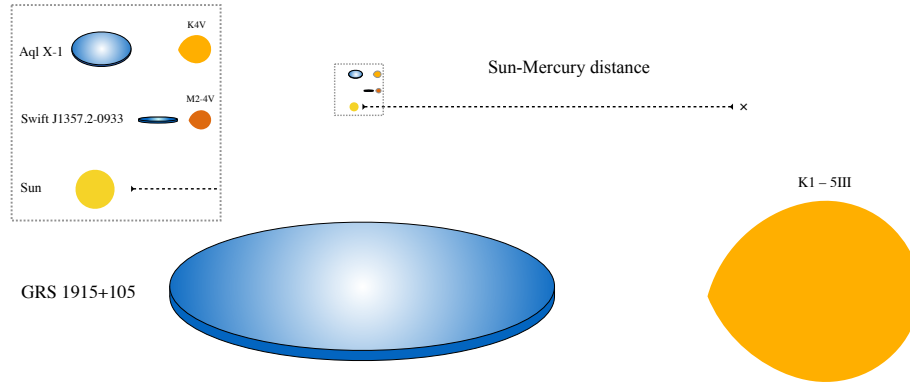 K4V
Aql X-1
Sun-Mercury distance
M2-4V
Swift J1357.2-0933
×
Sun
K1 – 5III
GRS 1915+105